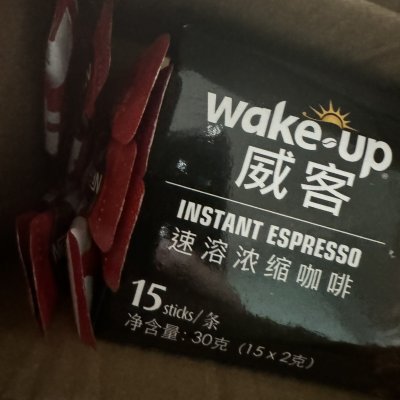 wake-up®
威客
INSTANT ESPRESSO
速溶浓缩咖啡
15 sticks/条
净含量: 30克 (15 x 2克)